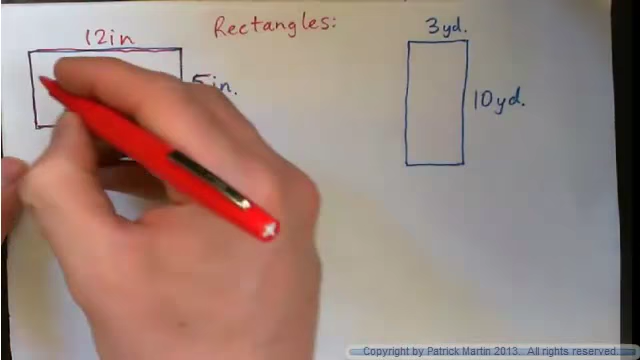 12in
Rectangles:
3yd.
5in.
10yd.
Copyright by Patrick Martin 2013. All rights reserved.